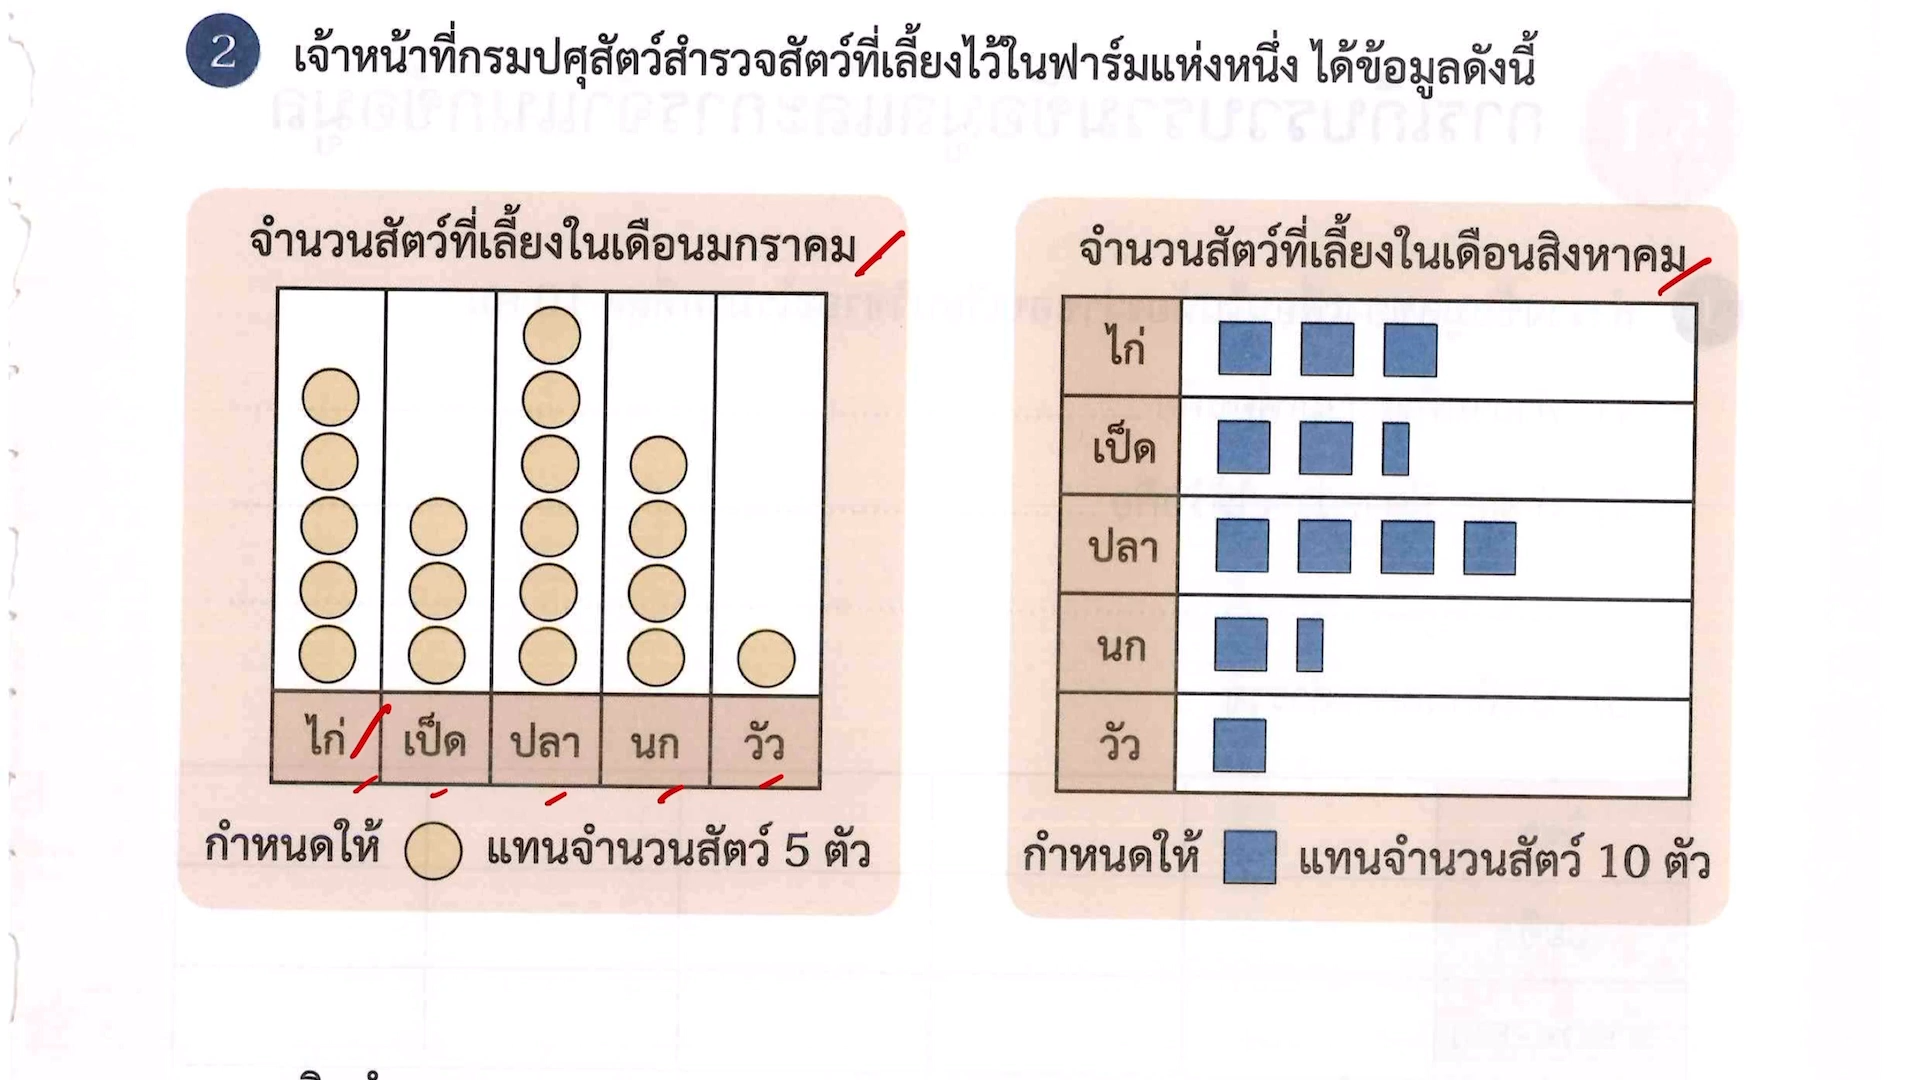 2 เจ้าหน้าที่กรมปศุสัตว์สำรวจสัตว์ที่เลี้ยงไว้ในฟาร์มแห่งหนึ่ง ได้ข้อมูลดังนี้
จำนวนสัตว์ที่เลี้ยงในเดือนมกราคม
ไก่ เป็ด ปลา นก วัว
กำหนดให้ แทนจำนวนสัตว์ 5 ตัว
จำนวนสัตว์ที่เลี้ยงในเดือนสิงหาคม
ไก่
เป็ด
ปลา
นก
วัว
กำหนดให้ แทนจำนวนสัตว์ 10 ตัว